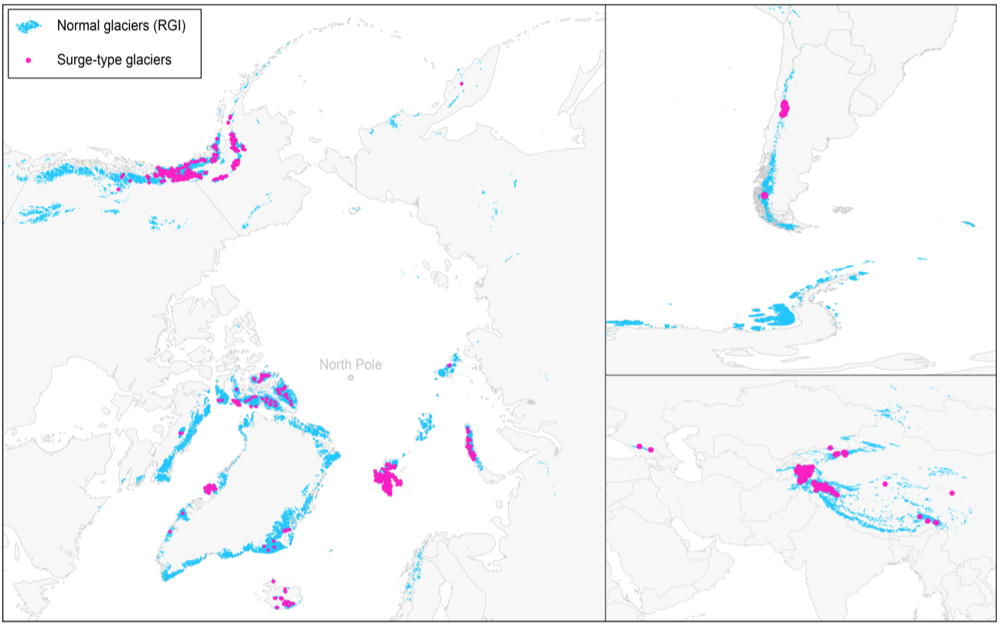 Normal glaciers (RGI)
Surge-type glaciers
North Pole